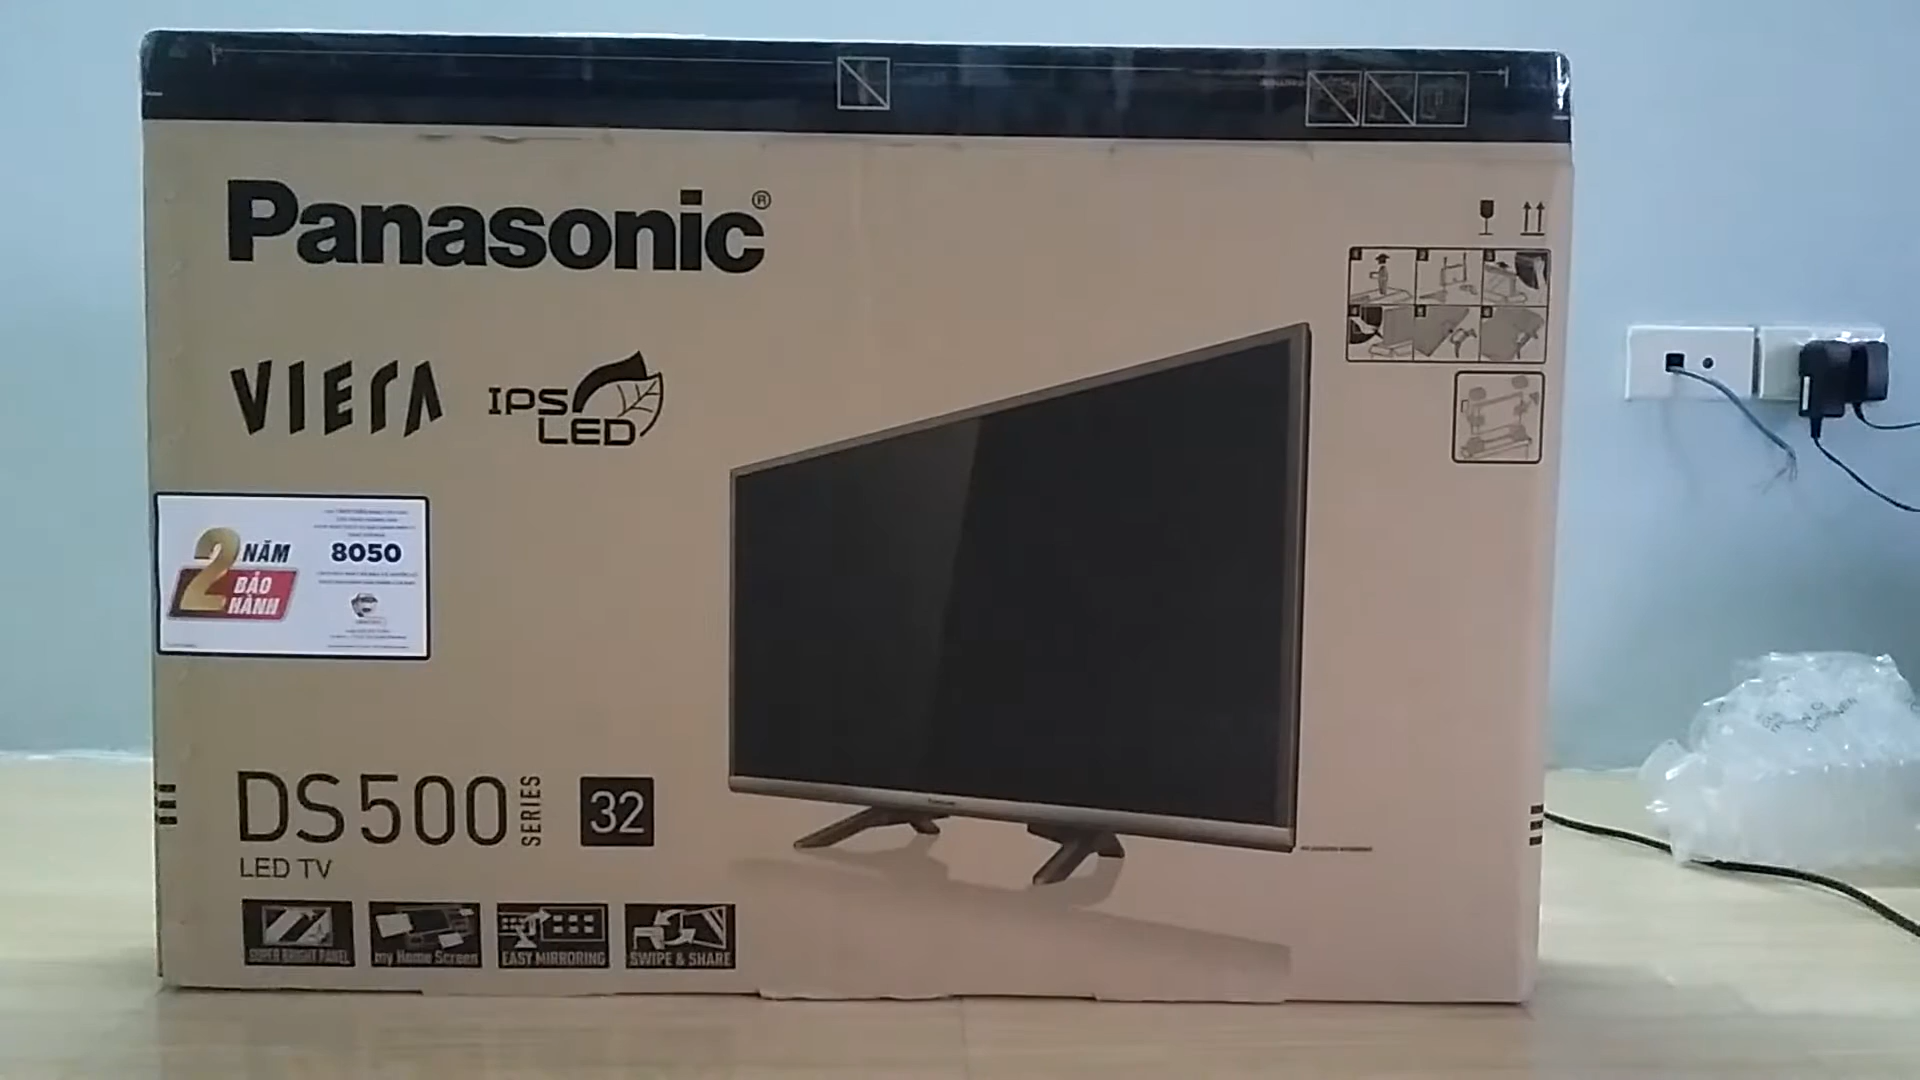 Panasonic®
VIERA
IPS
LED
2 NĂM
BẢO
HÀNH
8050
DS500 SERIES 32
LED TV
SUPER BRIGHT PANEL
my Home Screen
EASY MIRRORING
SWIPE & SHARE